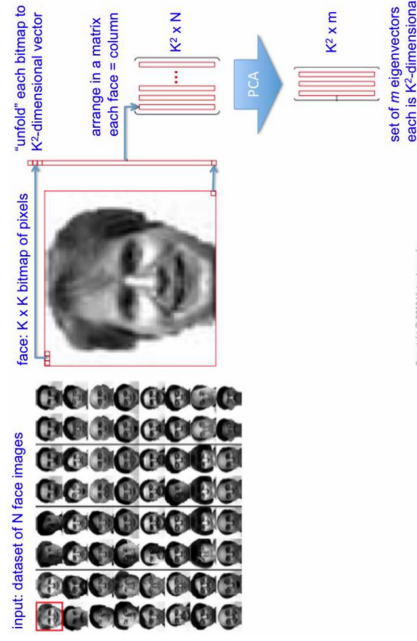 input: dataset of N face images
face: K x K bitmap of pixels
"unfold" each bitmap to
K²-dimensional vector
arrange in a matrix
each face = column
K² x N
PCA
K² x m
set of m eigenvectors
each is K²-dimensional